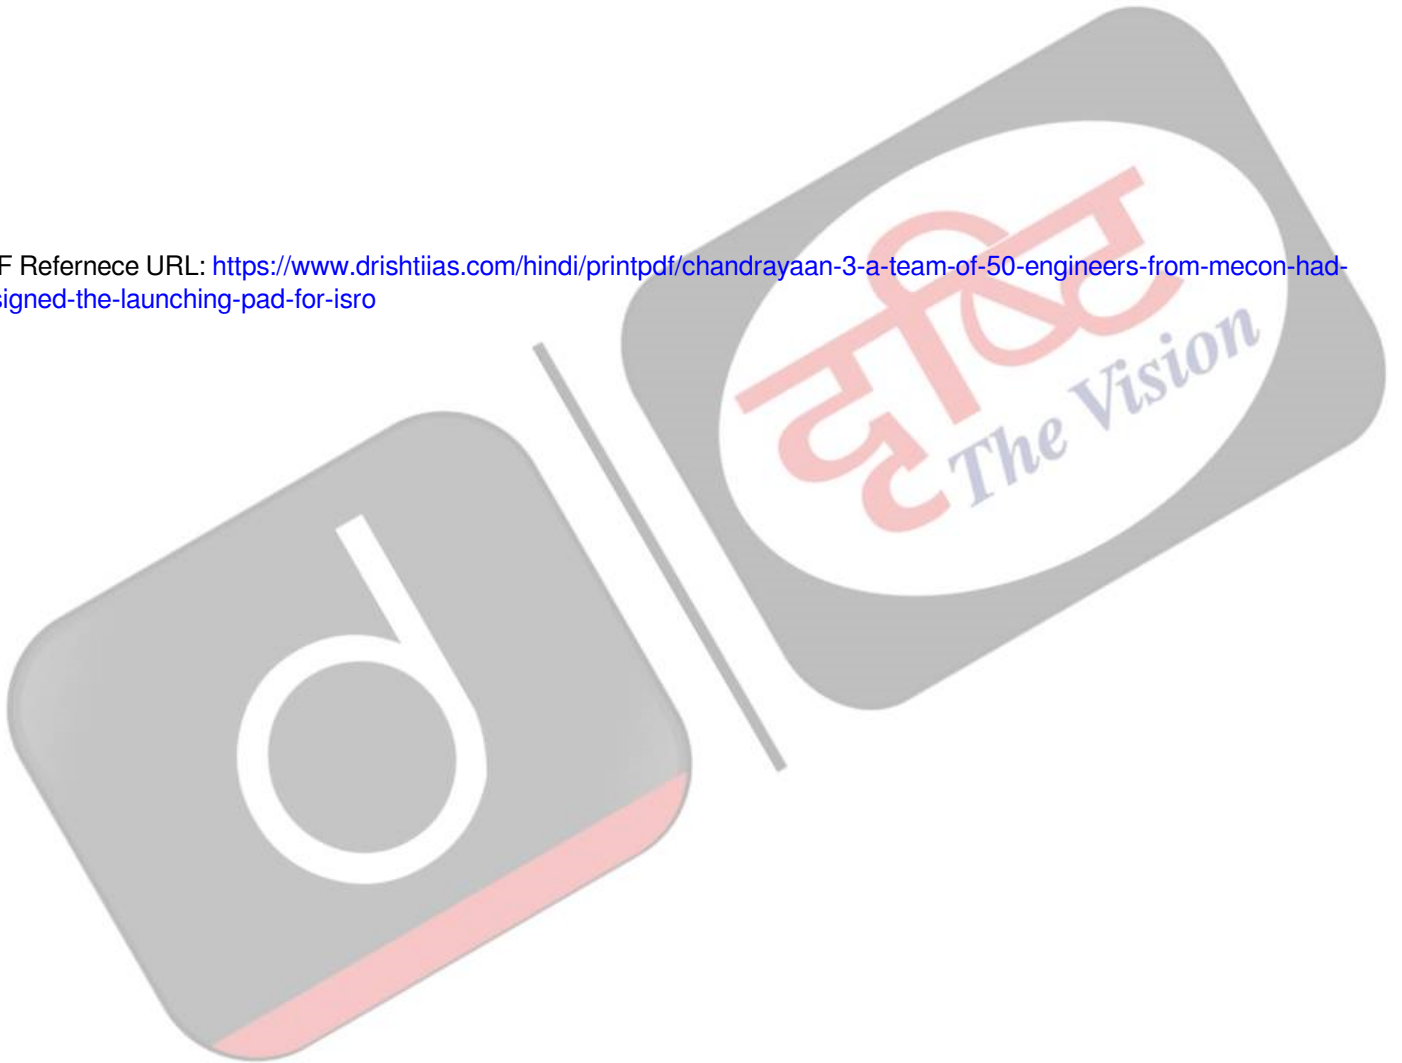 F Refernece URL: https://www.drishtiias.com/hindi/printpdf/chandrayaan-3-a-team-of-50-engineers-from-mecon-had-
signed-the-launching-pad-for-isro
दृष्टि
The Vision
d